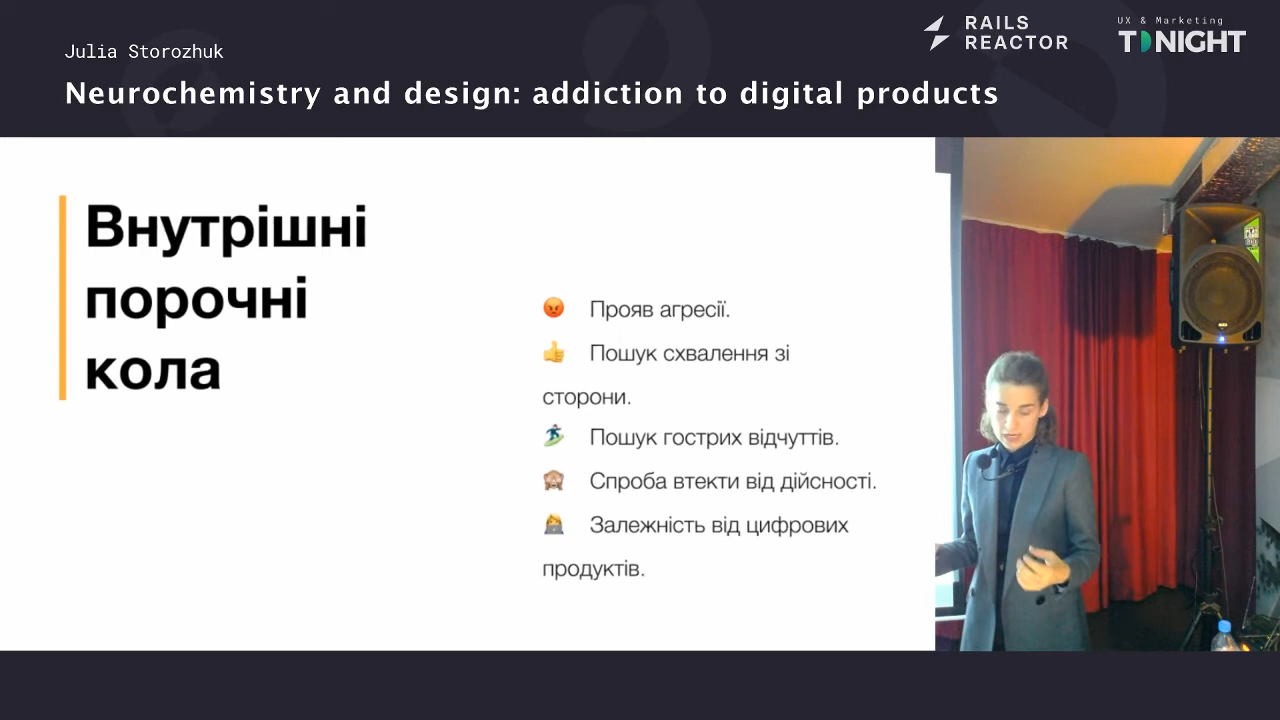 Julia Storozhuk
Neurochemistry and design: addiction to digital products
RAILS
REACTOR
UX & Marketing
TONIGHT
Внутрішні
порочні
кола
Прояв агресії.
Пошук схвалення зі
сторони.
Пошук гострих відчуттів.
Спроба втекти від дійсності.
Залежність від цифрових
продуктів.